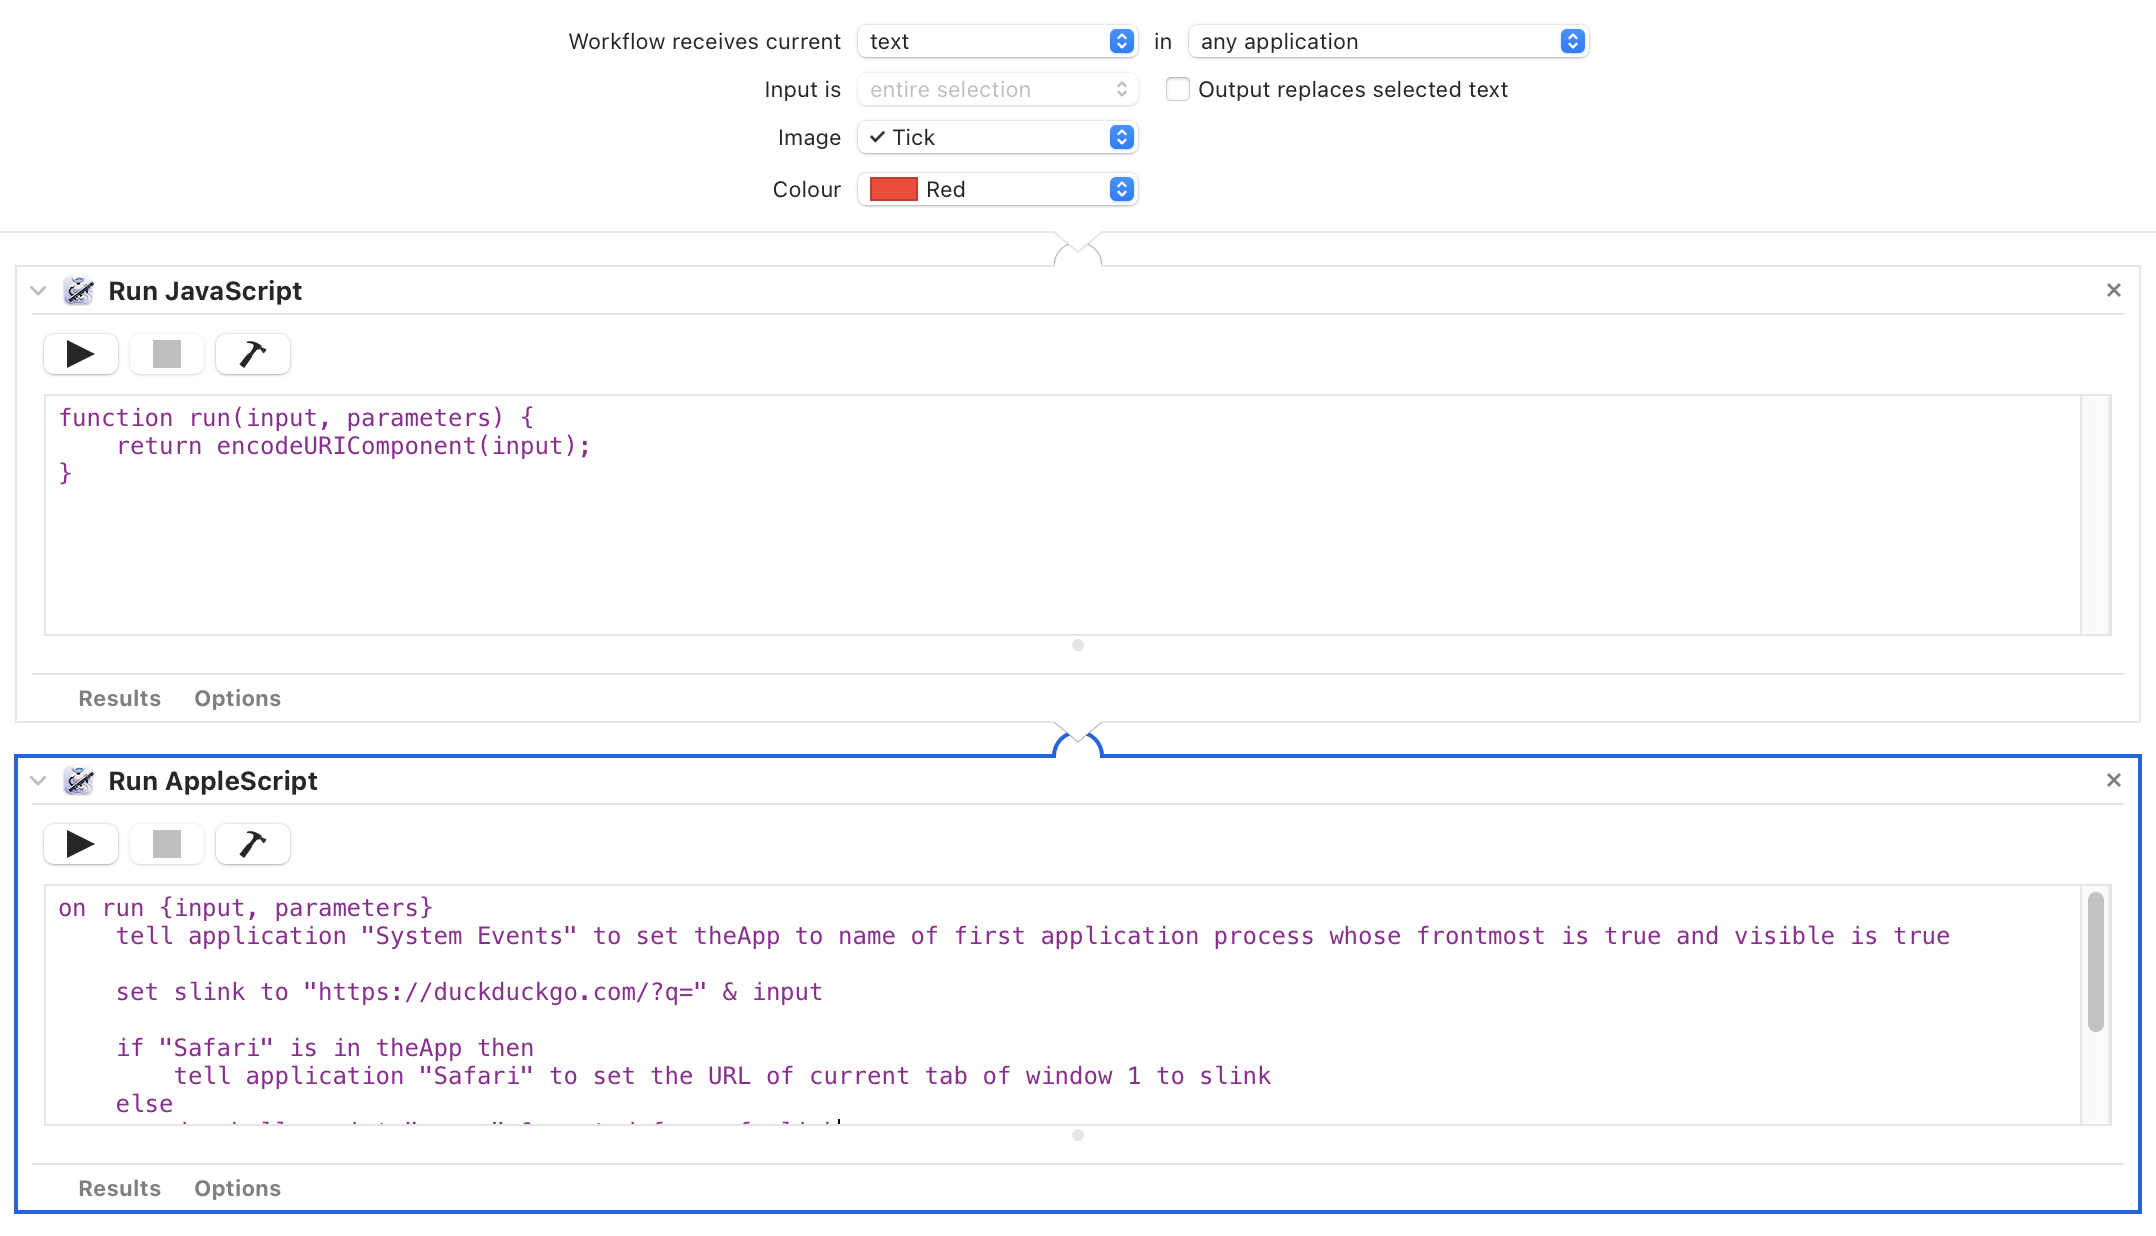 Workflow receives current text in any application
Input is entire selection Output replaces selected text
Image ✓ Tick
Colour Red
Run JavaScript
function run(input, parameters) {
    return encodeURIComponent(input);
}
Results Options
Run AppleScript
on run {input, parameters}
    tell application "System Events" to set theApp to name of first application process whose frontmost is true and visible is true
    set slink to "https://duckduckgo.com/?q=" & input
    if "Safari" is in theApp then
        tell application "Safari" to set the URL of current tab of window 1 to slink
    else
Results Options